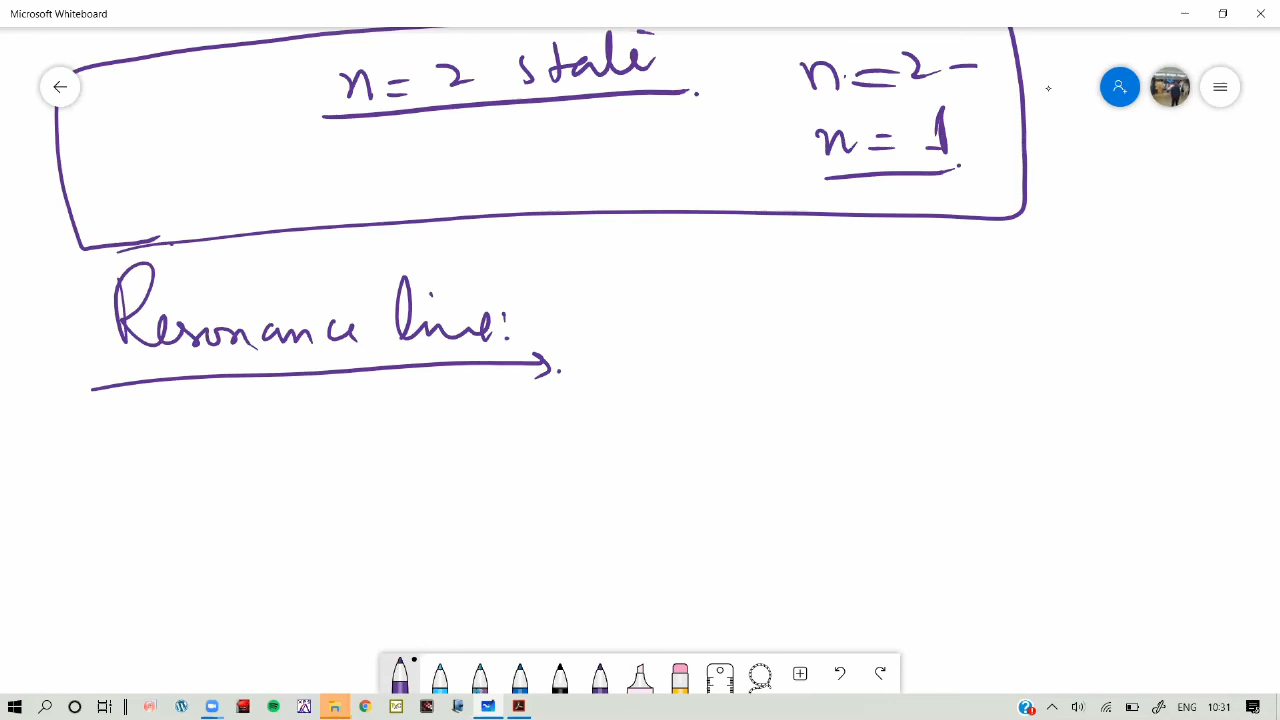 Microsoft Whiteboard
n = 2 state
n = 2 -
n = 1
Resonance line:
ENG
10:31